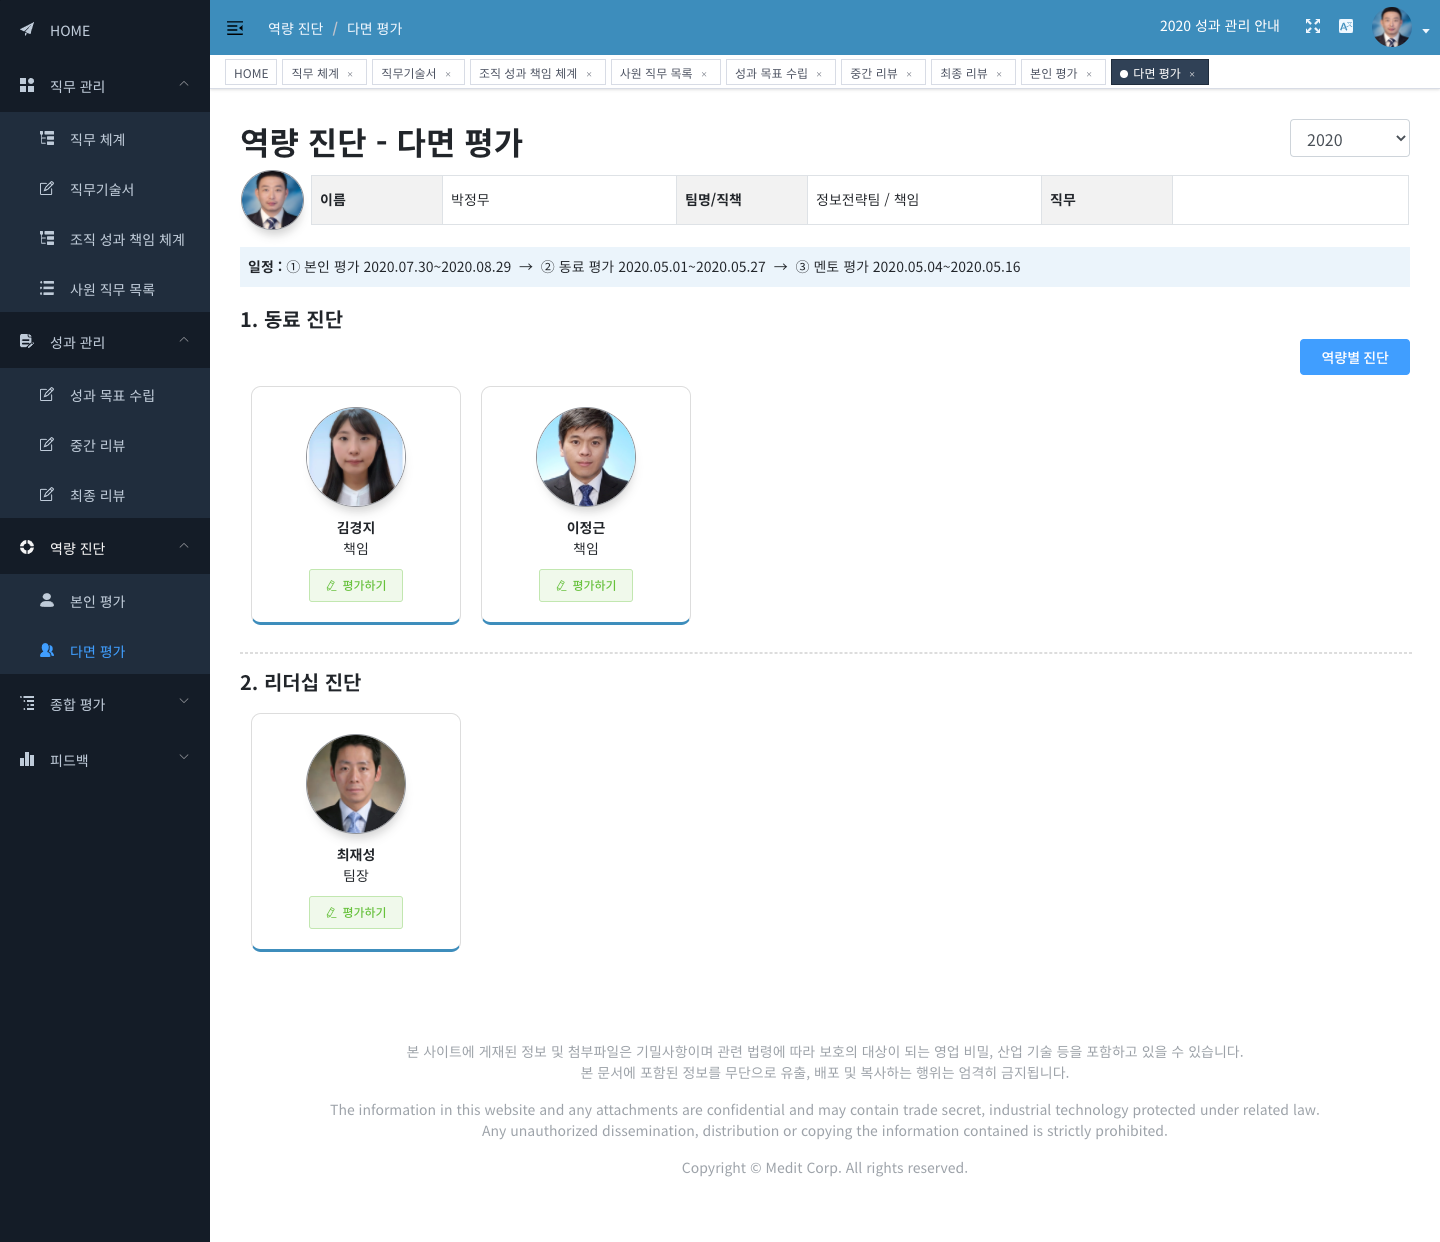 HOME
직무 관리
직무 체계
직무기술서
조직 성과 책임 체계
사원 직무 목록
성과 관리
성과 목표 수립
중간 리뷰
최종 리뷰
역량 진단
본인 평가
다면 평가
종합 평가
피드백
역량 진단 / 다면 평가
2020 성과 관리 안내
HOME 직무 체계 × 직무기술서 × 조직 성과 책임 체계 × 사원 직무 목록 × 성과 목표 수립 × 중간 리뷰 × 최종 리뷰 × 본인 평가 × 다면 평가 ×
역량 진단 - 다면 평가
2020
이름 박정무 팀명/직책 정보전략팀 / 책임 직무
일정 : ① 본인 평가 2020.07.30~2020.08.29 → ② 동료 평가 2020.05.01~2020.05.27 → ③ 멘토 평가 2020.05.04~2020.05.16
1. 동료 진단
역량별 진단
김경지
책임
평가하기
이정근
책임
평가하기
2. 리더십 진단
최재성
팀장
평가하기
본 사이트에 게재된 정보 및 첨부파일은 기밀사항이며 관련 법령에 따라 보호의 대상이 되는 영업 비밀, 산업 기술 등을 포함하고 있을 수 있습니다.
본 문서에 포함된 정보를 무단으로 유출, 배포 및 복사하는 행위는 엄격히 금지됩니다.
The information in this website and any attachments are confidential and may contain trade secret, industrial technology protected under related law.
Any unauthorized dissemination, distribution or copying the information contained is strictly prohibited.
Copyright © Medit Corp. All rights reserved.